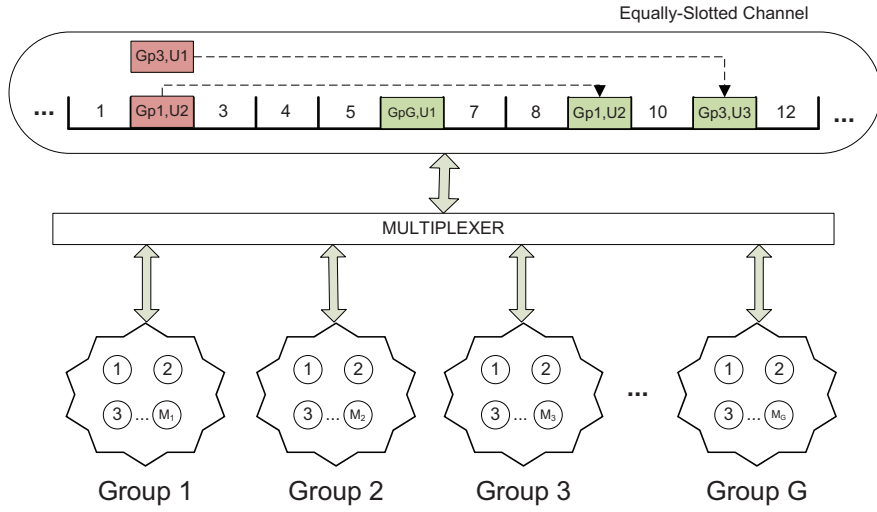 Equally-Slotted Channel
Gp3,U1
... 1 Gp1,U2 3 4 5 GpG,U1 7 8 Gp1,U2 10 Gp3,U3 12 ...
MULTIPLEXER
1 2 1 2 1 2 1 2
...
3 ... M1 3 ... M2 3 ... M3 3 ... MG
Group 1 Group 2 Group 3 Group G